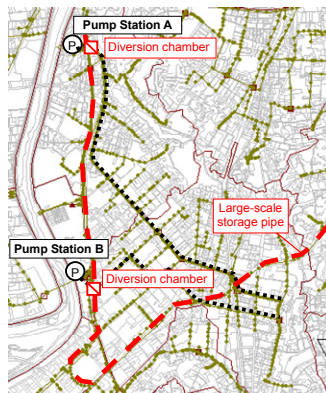 Pump Station A
P
Diversion chamber
Large-scale
storage pipe
Pump Station B
P
Diversion chamber